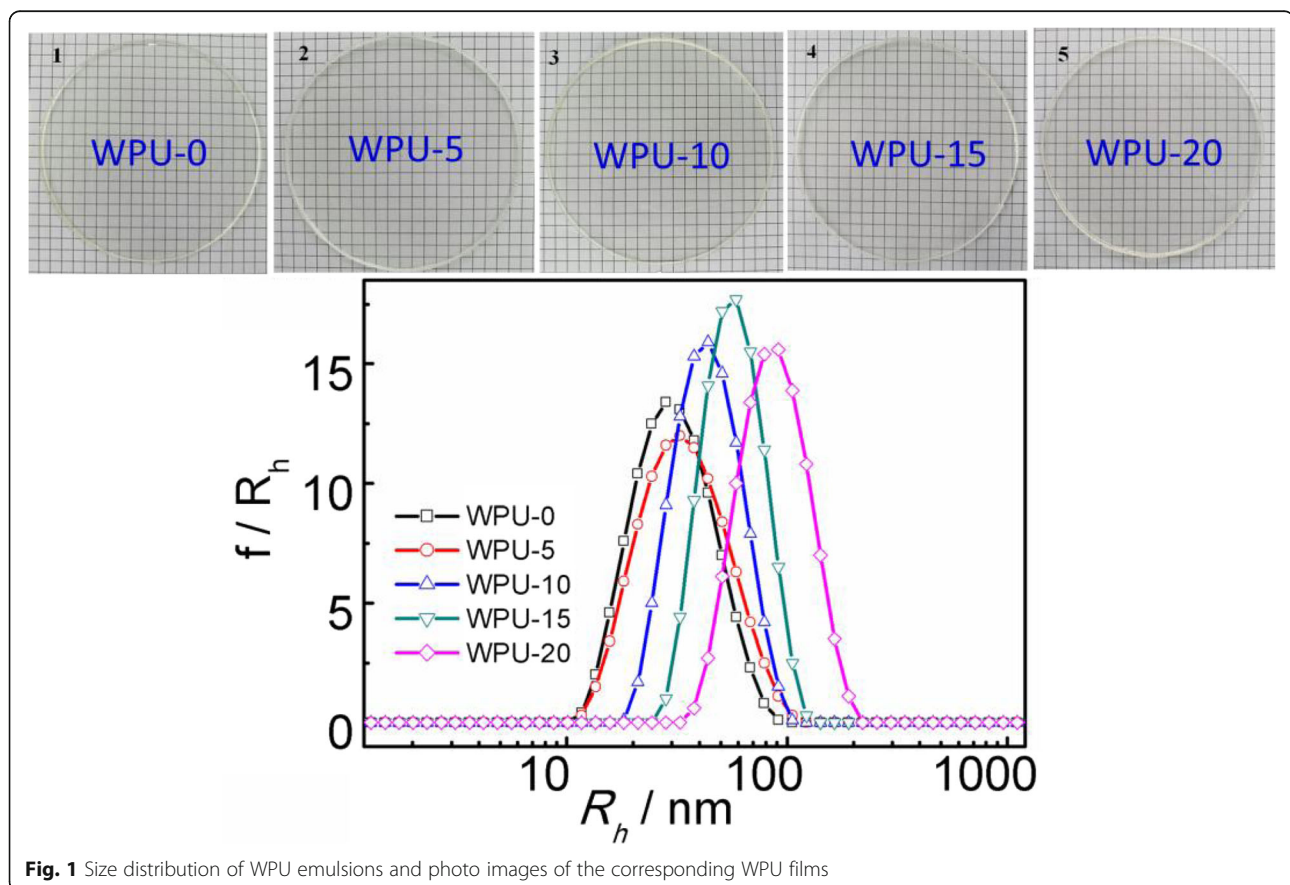 1
2
3
4
5
WPU-0
WPU-5
WPU-10
WPU-15
WPU-20
f / R_h
15
10
5
0
WPU-0
WPU-5
WPU-10
WPU-15
WPU-20
10
100
1000
R_h / nm
Fig. 1 Size distribution of WPU emulsions and photo images of the corresponding WPU films